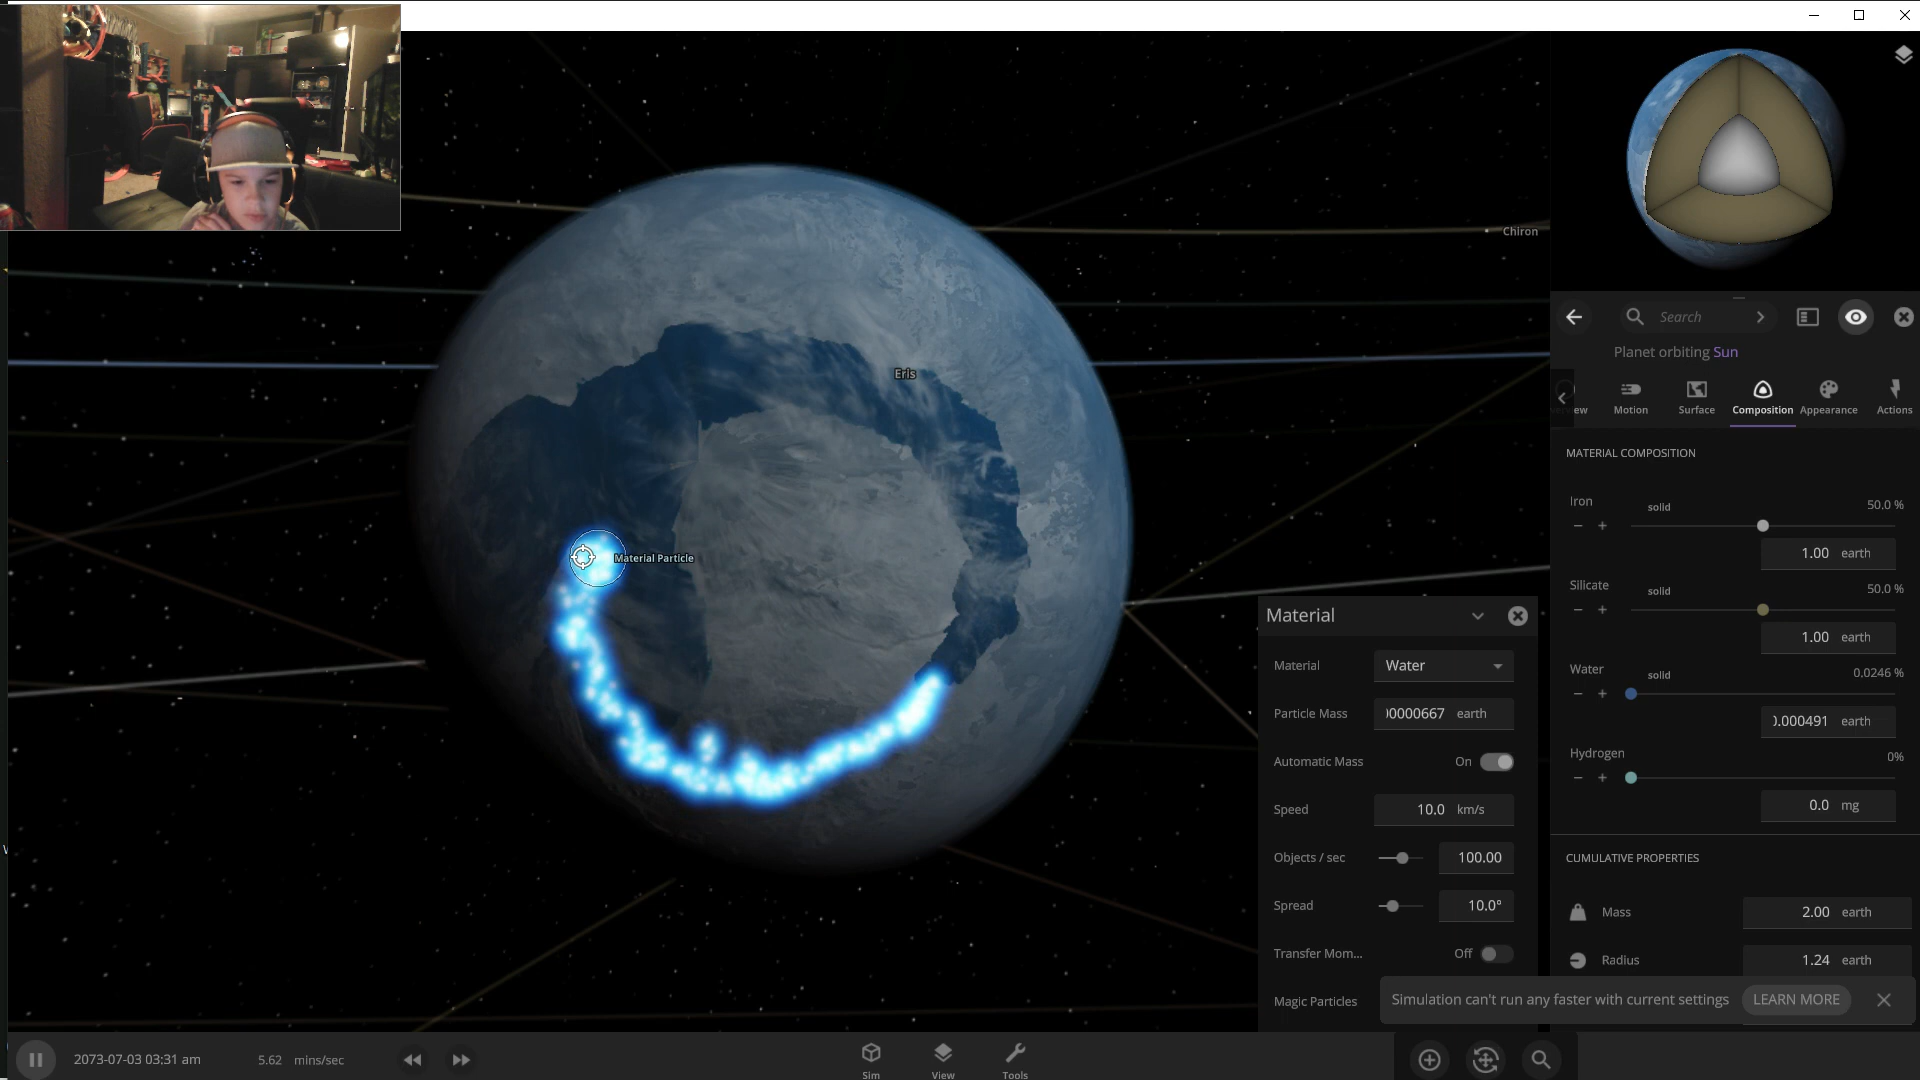 Chiron
Eris
Material Particle
Search
Planet orbiting Sun
Motion
Surface
Composition
Appearance
Actions
MATERIAL COMPOSITION
Iron
solid
50.0 %
1.00 earth
Silicate
solid
50.0 %
1.00 earth
Water
solid
0.0246 %
0.000491 earth
Hydrogen
0%
0.0 mg
CUMULATIVE PROPERTIES
Mass 2.00 earth
Radius 1.24 earth
Material
Material Water
Particle Mass 00000667 earth
Automatic Mass On
Speed 10.0 km/s
Objects / sec 100.00
Spread 10.0°
Transfer Mom... Off
Magic Particles
Simulation can't run any faster with current settings LEARN MORE
2073-07-03 03:31 am
5.62 mins/sec
Sim
View
Tools